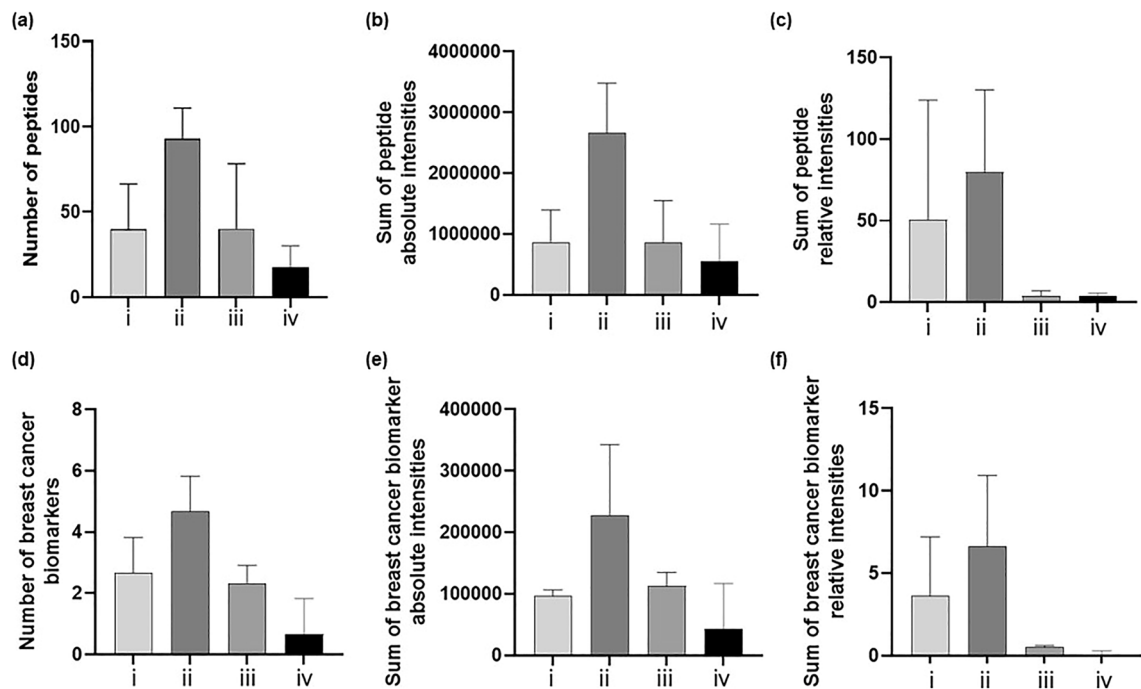 (a)
Number of peptides
150
100
50
0
i ii iii iv
(b)
Sum of peptide
absolute intensities
4000000
3000000
2000000
1000000
0
i ii iii iv
(c)
Sum of peptide
relative intensities
150
100
50
0
i ii iii iv
(d)
Number of breast cancer
biomarkers
8
6
4
2
0
i ii iii iv
(e)
Sum of breast cancer biomarker
absolute intensities
400000
300000
200000
100000
0
i ii iii iv
(f)
Sum of breast cancer biomarker
relative intensities
15
10
5
0
i ii iii iv